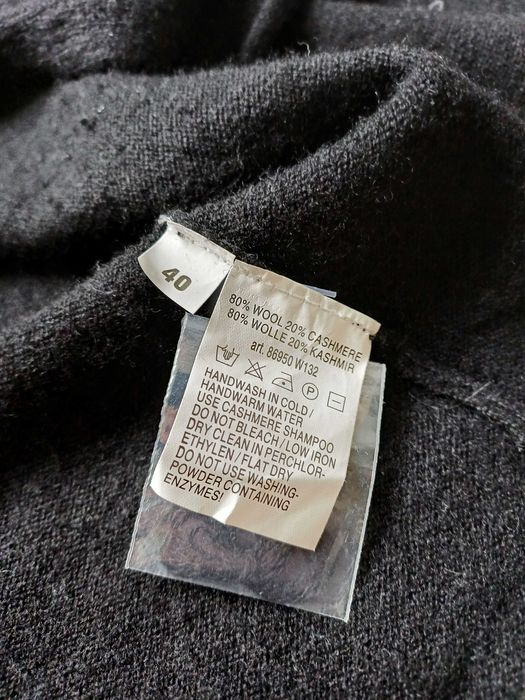 40
80% WOOL 20% CASHMERE
80% WOLLE 20% KASHMIR
art. 86950 W132
P
HANDWASH IN COLD/
HANDWARM WATER
USE CASHMERE SHAMPOO
DO NOT BLEACH / LOW IRON
DRY CLEAN IN PERCHLOR-
ETHYLEN / FLAT DRY
DO NOT USE WASHING-
POWDER CONTAINING
ENZYMES!